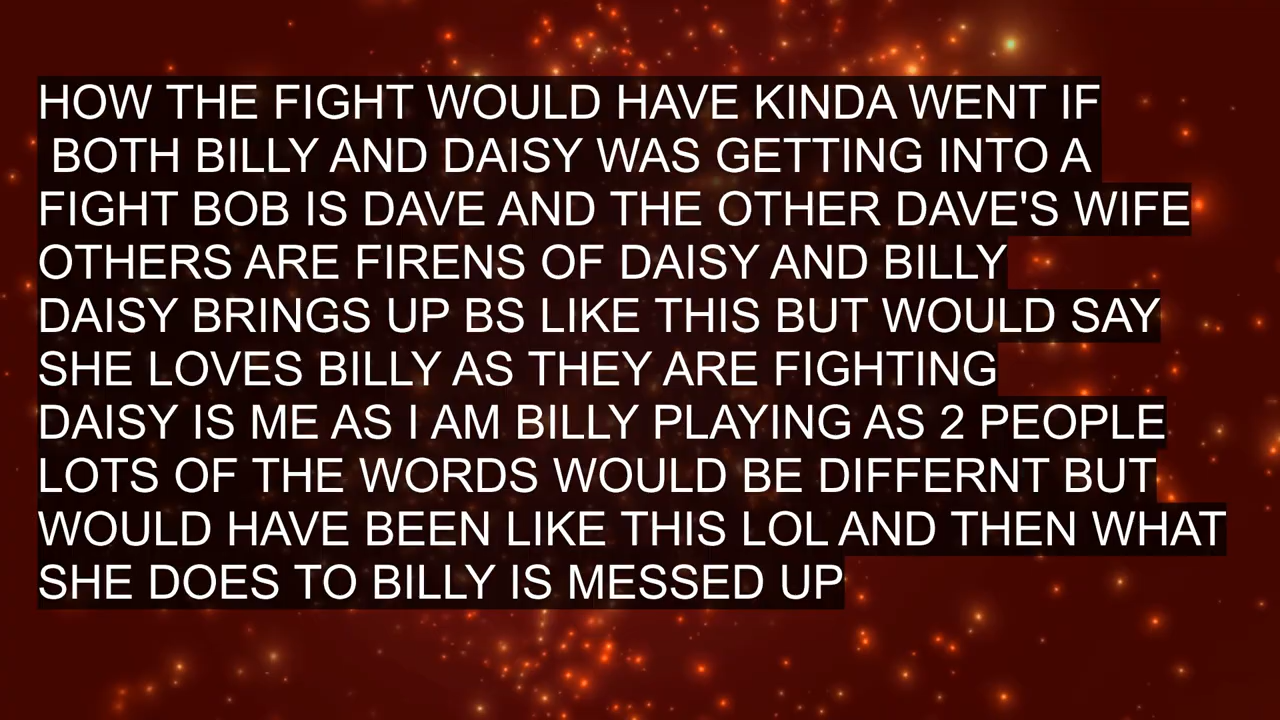 HOW THE FIGHT WOULD HAVE KINDA WENT IF
BOTH BILLY AND DAISY WAS GETTING INTO A
FIGHT BOB IS DAVE AND THE OTHER DAVE'S WIFE
OTHERS ARE FIRENS OF DAISY AND BILLY
DAISY BRINGS UP BS LIKE THIS BUT WOULD SAY
SHE LOVES BILLY AS THEY ARE FIGHTING
DAISY IS ME AS I AM BILLY PLAYING AS 2 PEOPLE
LOTS OF THE WORDS WOULD BE DIFFERNT BUT
WOULD HAVE BEEN LIKE THIS LOL AND THEN WHAT
SHE DOES TO BILLY IS MESSED UP